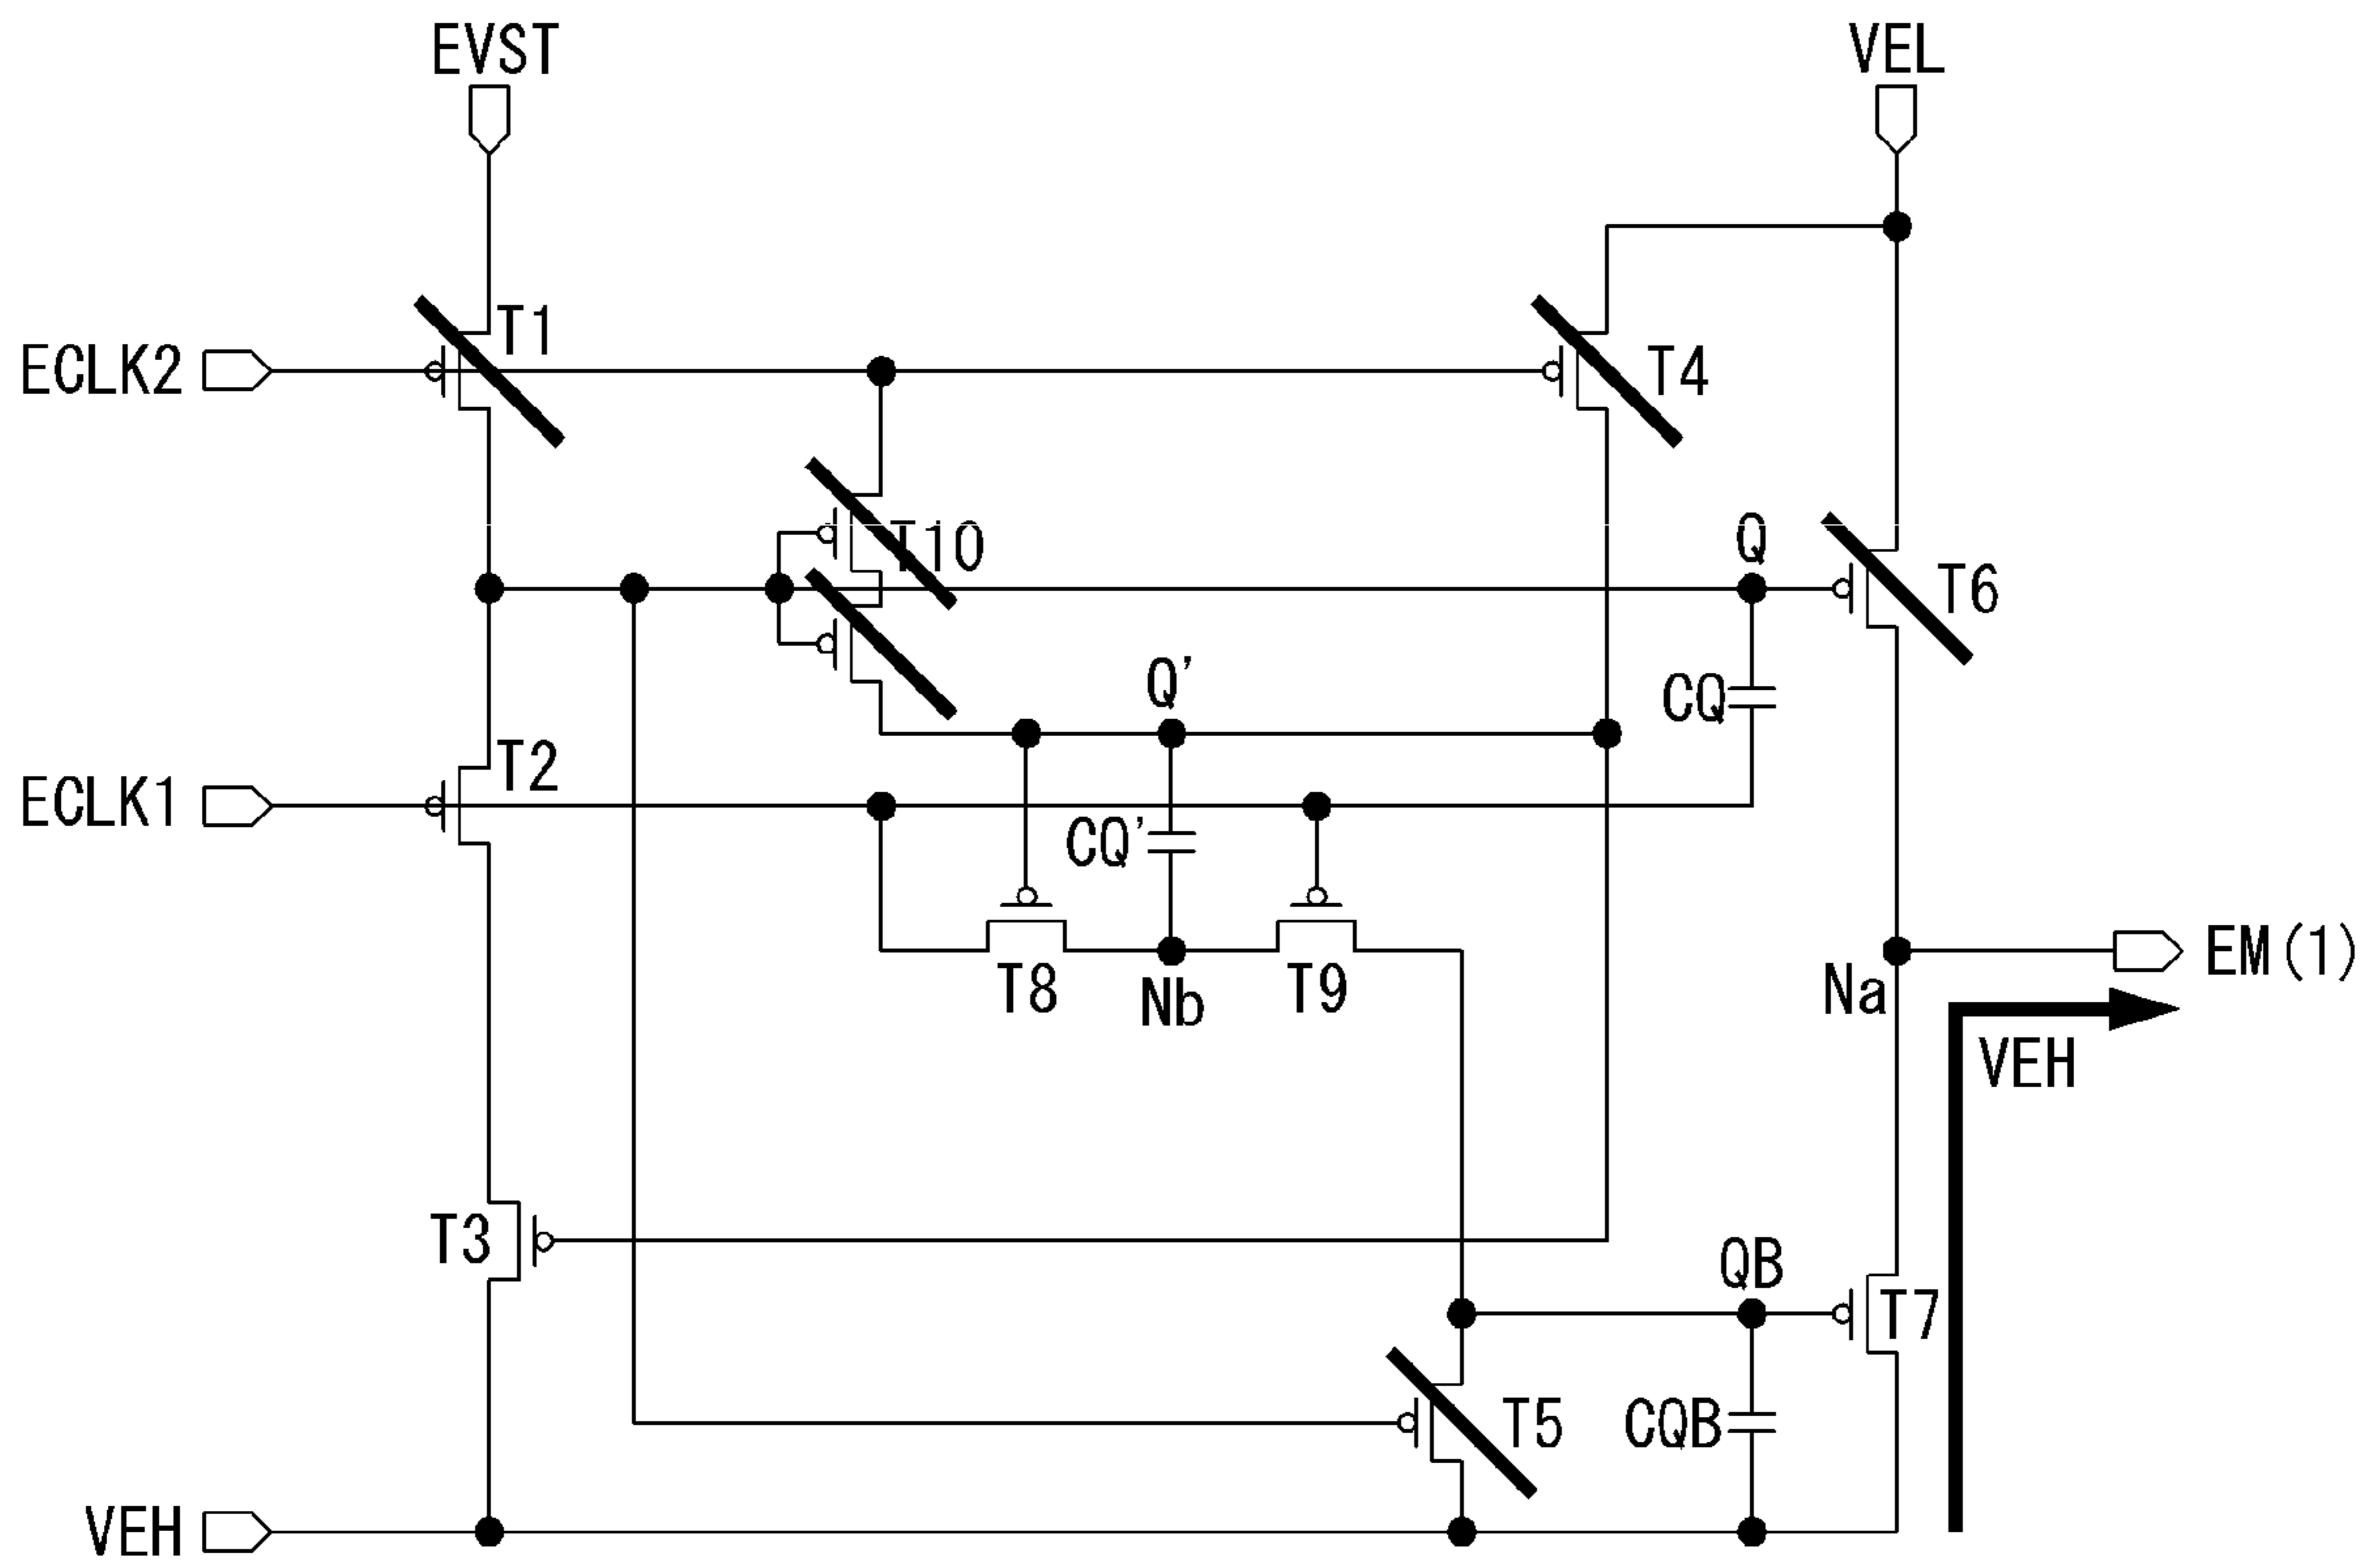 EVST
VEL
T1
ECLK2
T4
T10
Q
T6
Q'
CQ
T2
ECLK1
CQ'
EM(1)
T8
Nb
T9
Na
VEH
T3
QB
T7
T5
CQB
VEH